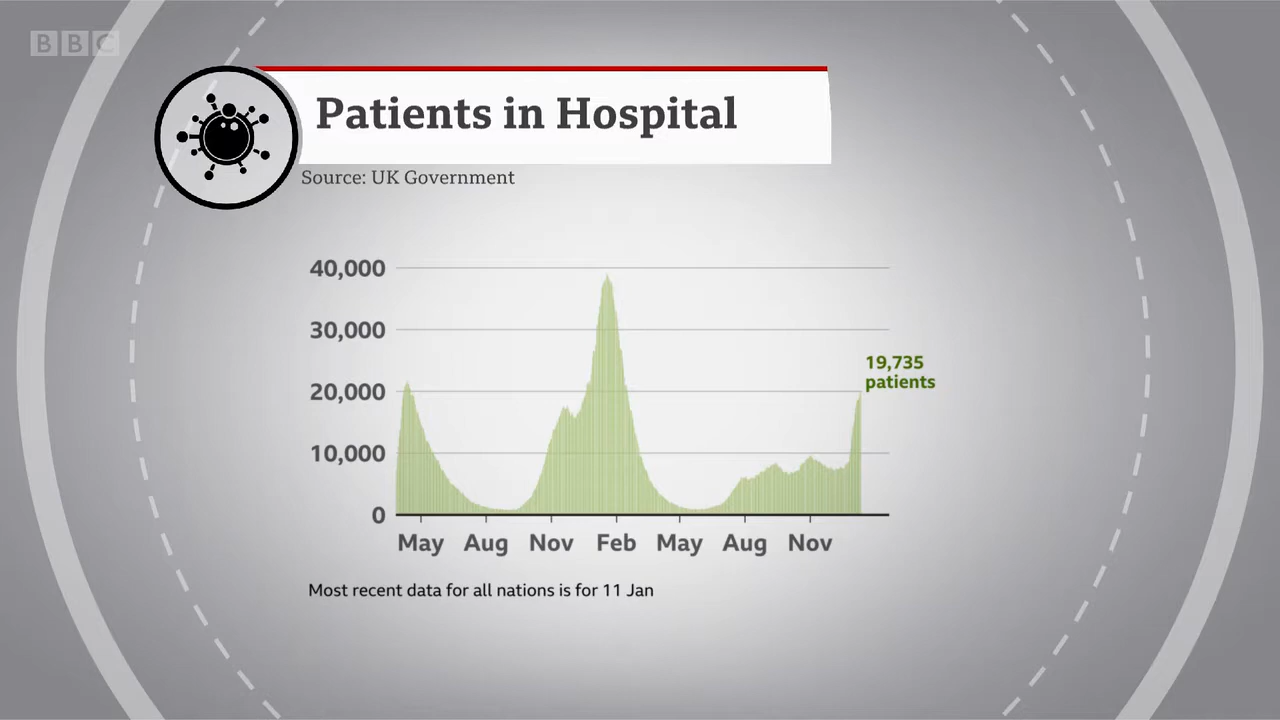 BBC
Patients in Hospital
Source: UK Government
40,000
30,000
20,000
10,000
0
19,735
patients
May Aug Nov Feb May Aug Nov
Most recent data for all nations is for 11 Jan